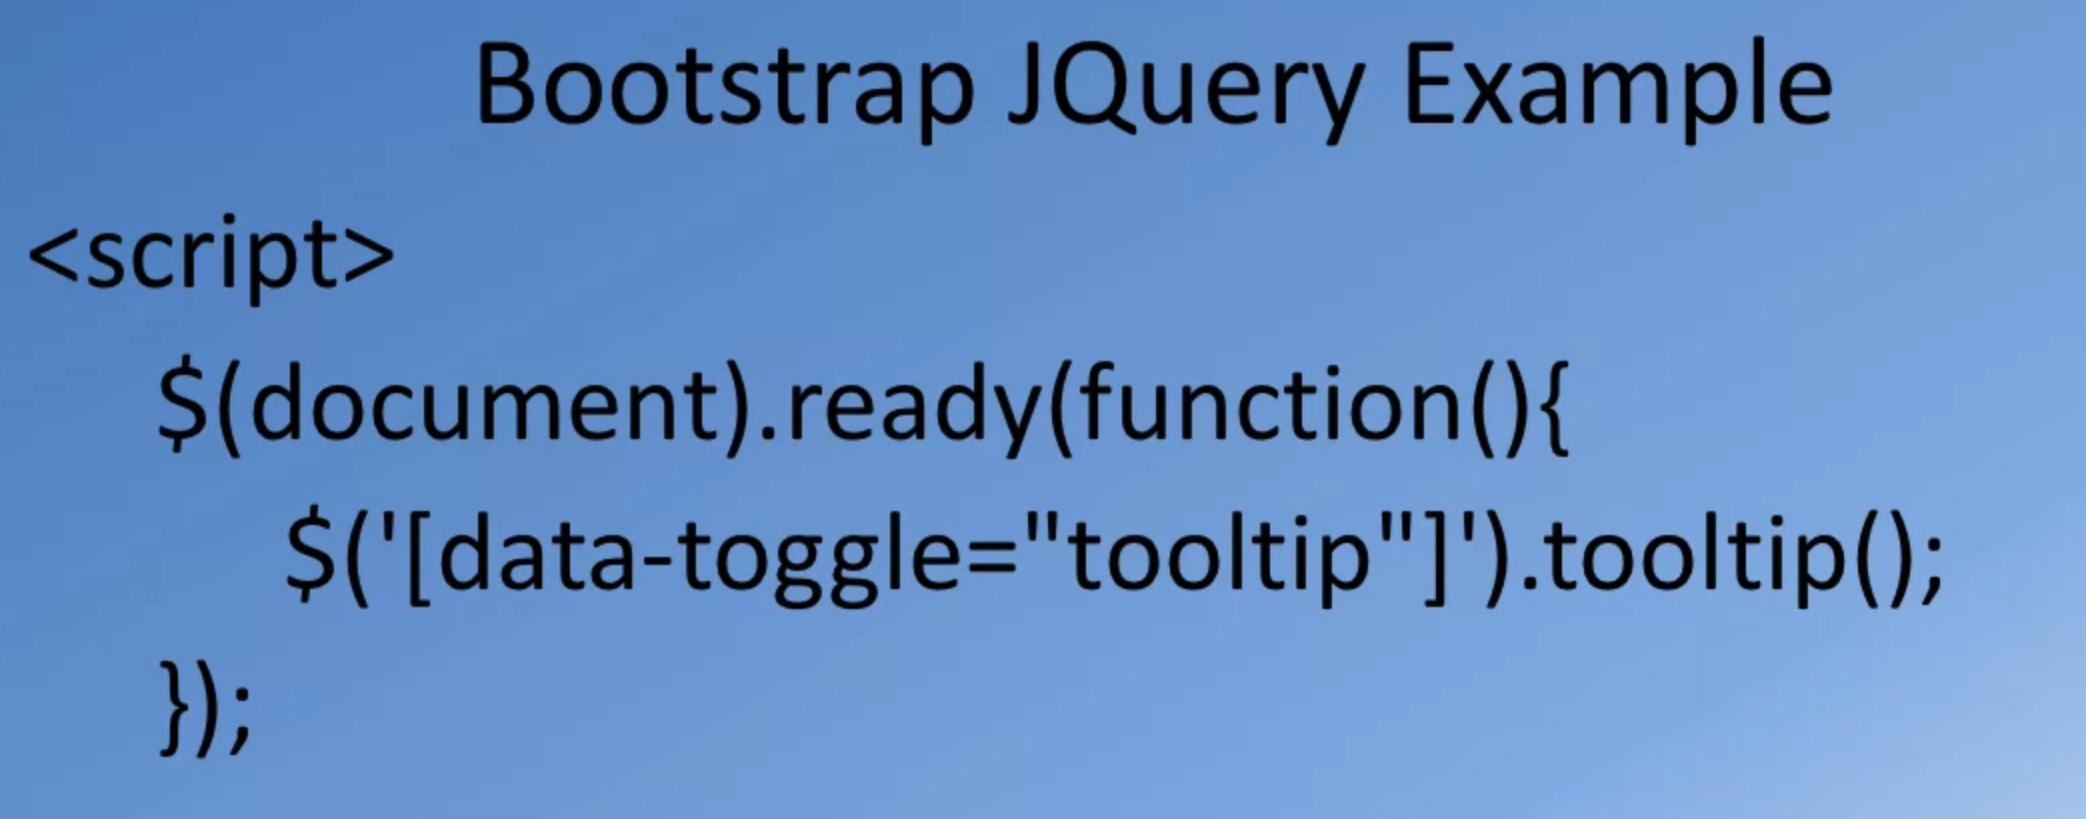 Bootstrap JQuery Example
<script>
$(document).ready(function(){
$('[data-toggle="tooltip"]').tooltip();
});